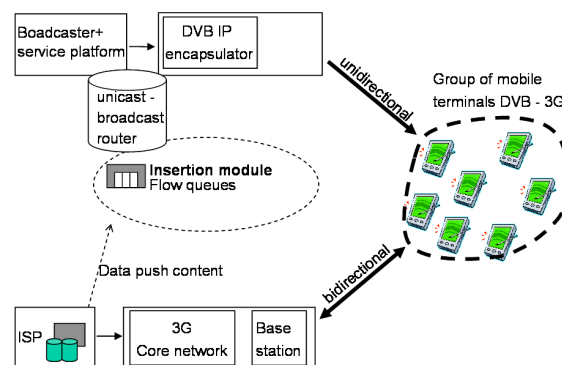 Boadcaster+
service platform
DVB IP
encapsulator
unicast -
broadcast
router
unidirectional
Group of mobile
terminals DVB - 3G
Insertion module
Flow queues
Data push content
bidirectional
ISP
3G
Core network
Base
station